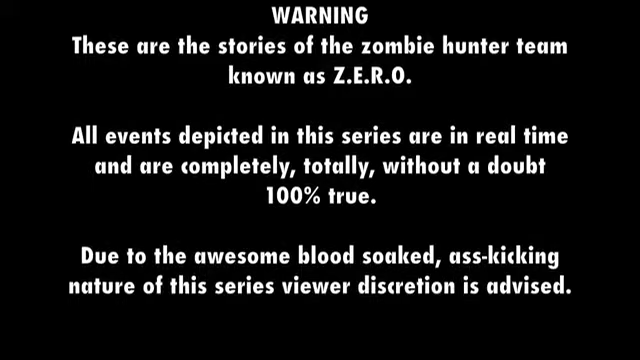 WARNING
These are the stories of the zombie hunter team
known as Z.E.R.O.
All events depicted in this series are in real time
and are completely, totally, without a doubt
100% true.
Due to the awesome blood soaked, ass-kicking
nature of this series viewer discretion is advised.